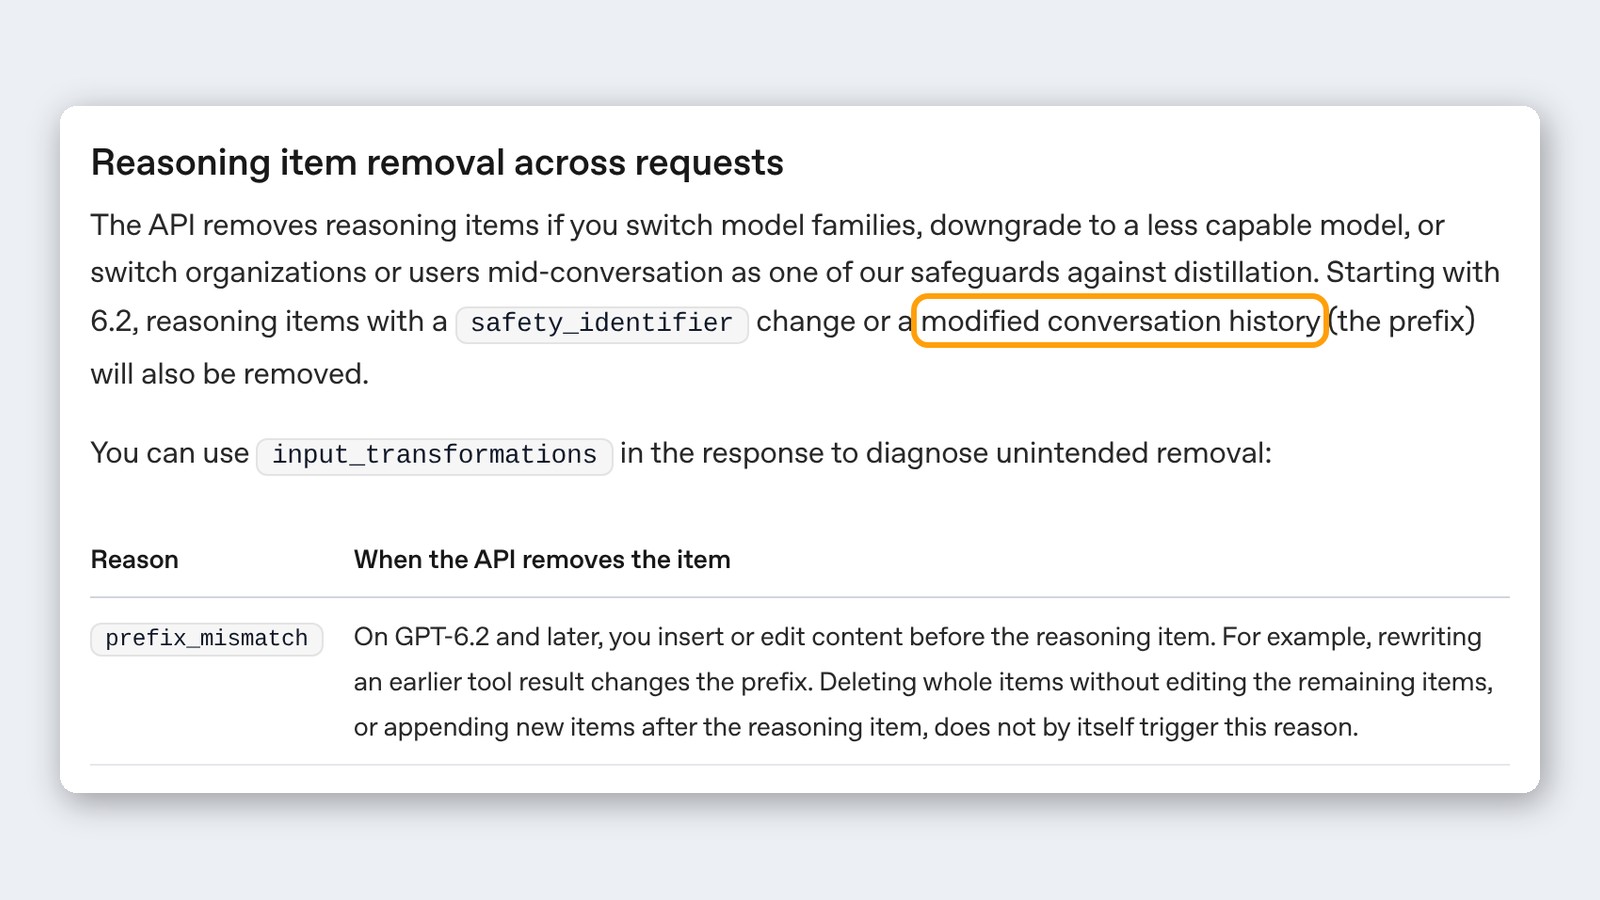 Reasoning item removal across requests
The API removes reasoning items if you switch model families, downgrade to a less capable model, or
switch organizations or users mid-conversation as one of our safeguards against distillation. Starting with
6.2, reasoning items with a safety_identifier change or a modified conversation history (the prefix)
will also be removed.
You can use input_transformations in the response to diagnose unintended removal:
Reason When the API removes the item
prefix_mismatch On GPT-6.2 and later, you insert or edit content before the reasoning item. For example, rewriting
an earlier tool result changes the prefix. Deleting whole items without editing the remaining items,
or appending new items after the reasoning item, does not by itself trigger this reason.